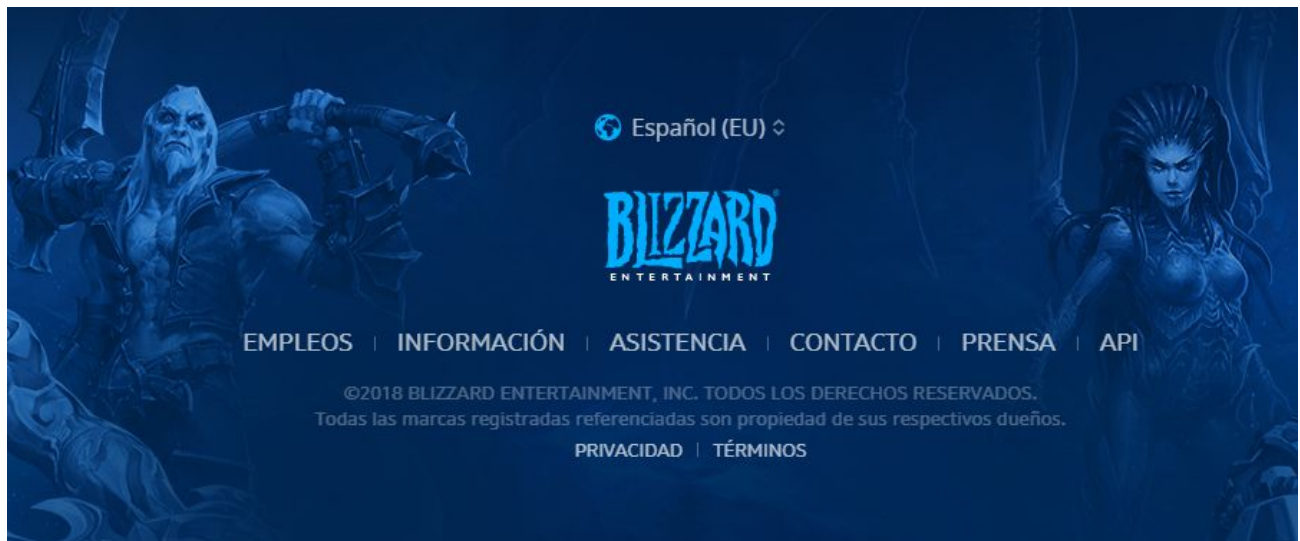 Español (EU)
BLIZZARD®
ENTERTAINMENT
EMPLEOS | INFORMACIÓN | ASISTENCIA | CONTACTO | PRENSA | API
©2018 BLIZZARD ENTERTAINMENT, INC. TODOS LOS DERECHOS RESERVADOS.
Todas las marcas registradas referenciadas son propiedad de sus respectivos dueños.
PRIVACIDAD | TÉRMINOS